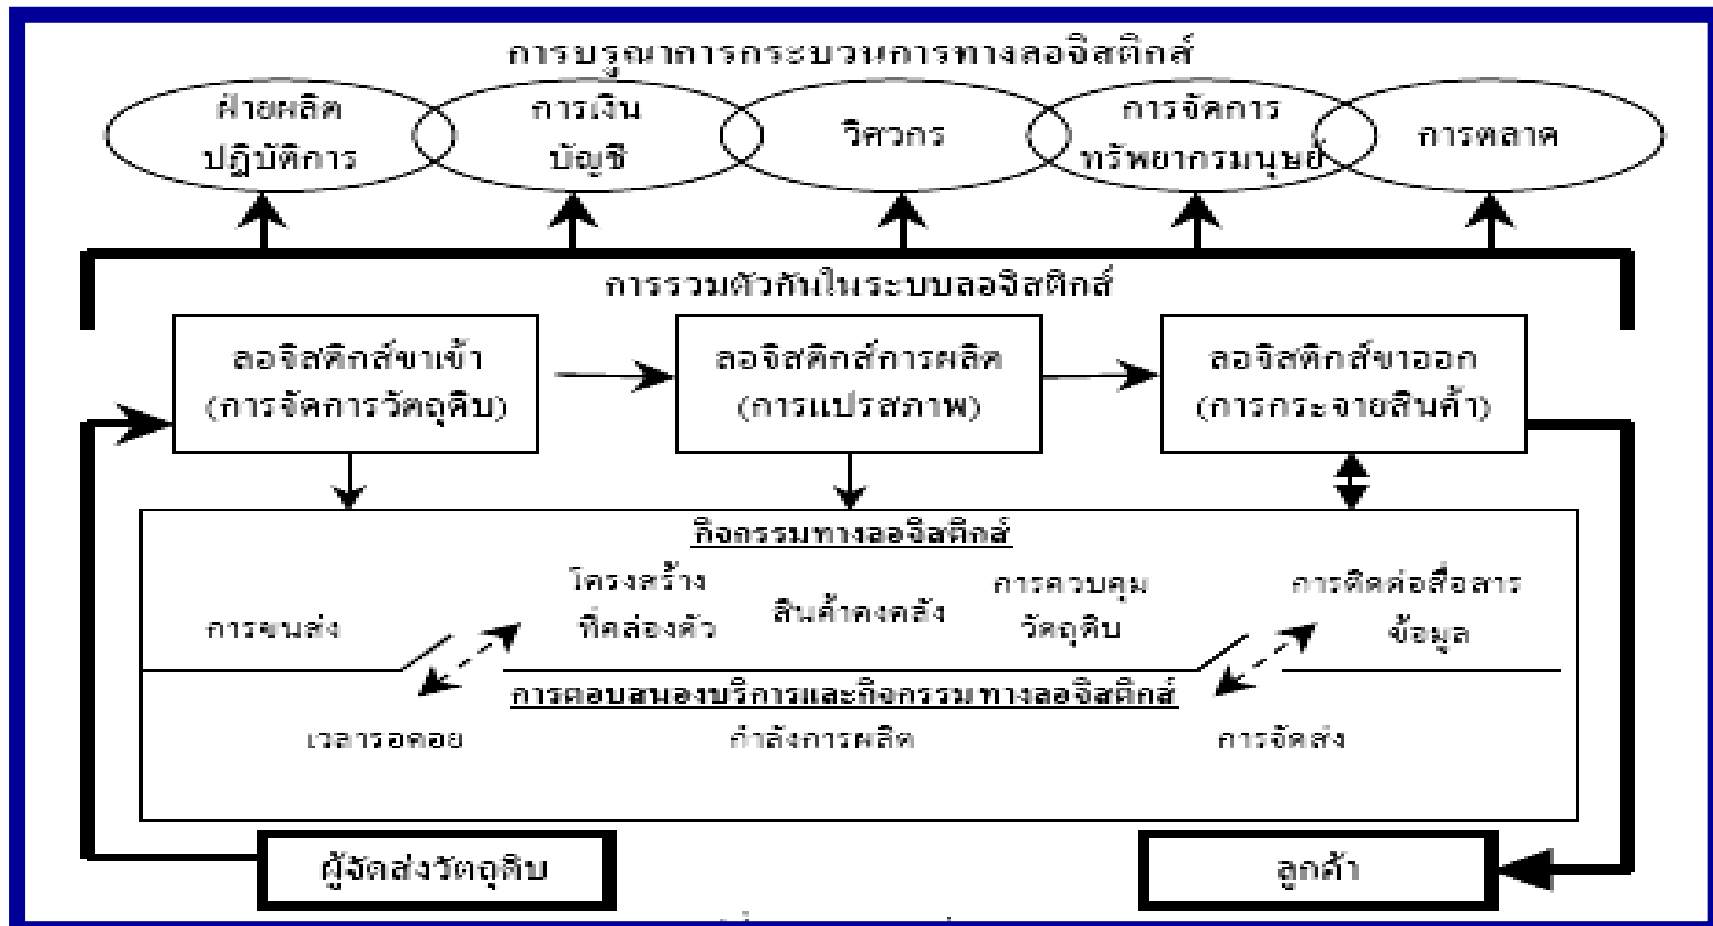 การบรูณาการกระบวนการทางลอจิสติกส์
ฝ่ายผลิต
ปฏิบัติการ
การเงิน
บัญชี
วิศวกร
การจัดการ
ทรัพยากรมนุษย์
การตลาด
การรวมตัวกันในระบบลอจิสติกส์
ลอจิสติกส์ขาเข้า
(การจัดการวัตถุดิบ)
ลอจิสติกส์การผลิต
(การแปรสภาพ)
ลอจิสติกส์ขาออก
(การกระจายสินค้า)
กิจกรรมทางลอจิสติกส์
การขนส่ง
โครงสร้าง
ที่คล่องตัว
สินค้าคงคลัง
การควบคุม
วัตถุดิบ
การติดต่อสื่อสาร
ข้อมูล
การตอบสนองบริการและกิจกรรมทางลอจิสติกส์
เวลารอคอย
กำลังการผลิต
การจัดส่ง
ผู้จัดส่งวัตถุดิบ
ลูกค้า